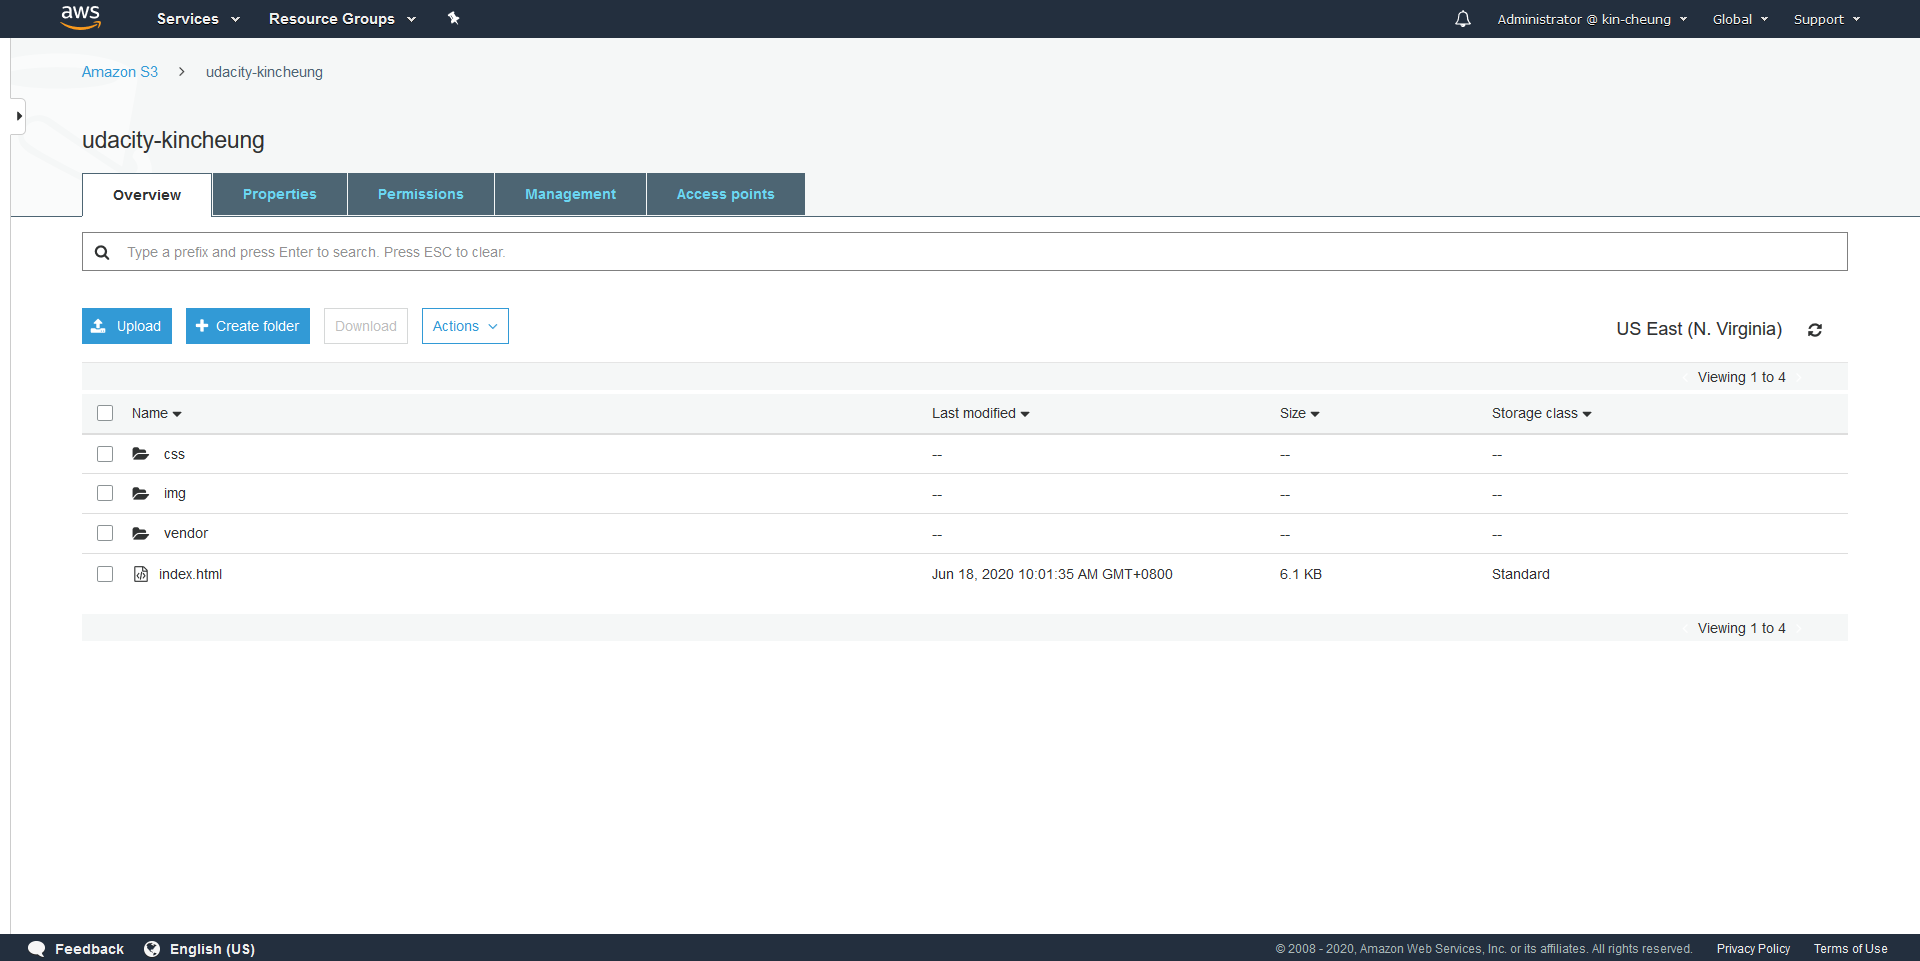 aws Services Resource Groups Administrator @ kin-cheung Global Support
Amazon S3 > udacity-kincheung
udacity-kincheung
Overview Properties Permissions Management Access points
Type a prefix and press Enter to search. Press ESC to clear.
Upload Create folder Download Actions US East (N. Virginia)
Viewing 1 to 4
Name Last modified Size Storage class
css -- -- --
img -- -- --
vendor -- -- --
index.html Jun 18, 2020 10:01:35 AM GMT+0800 6.1 KB Standard
Viewing 1 to 4
Feedback English (US) © 2008 - 2020, Amazon Web Services, Inc. or its affiliates. All rights reserved. Privacy Policy Terms of Use